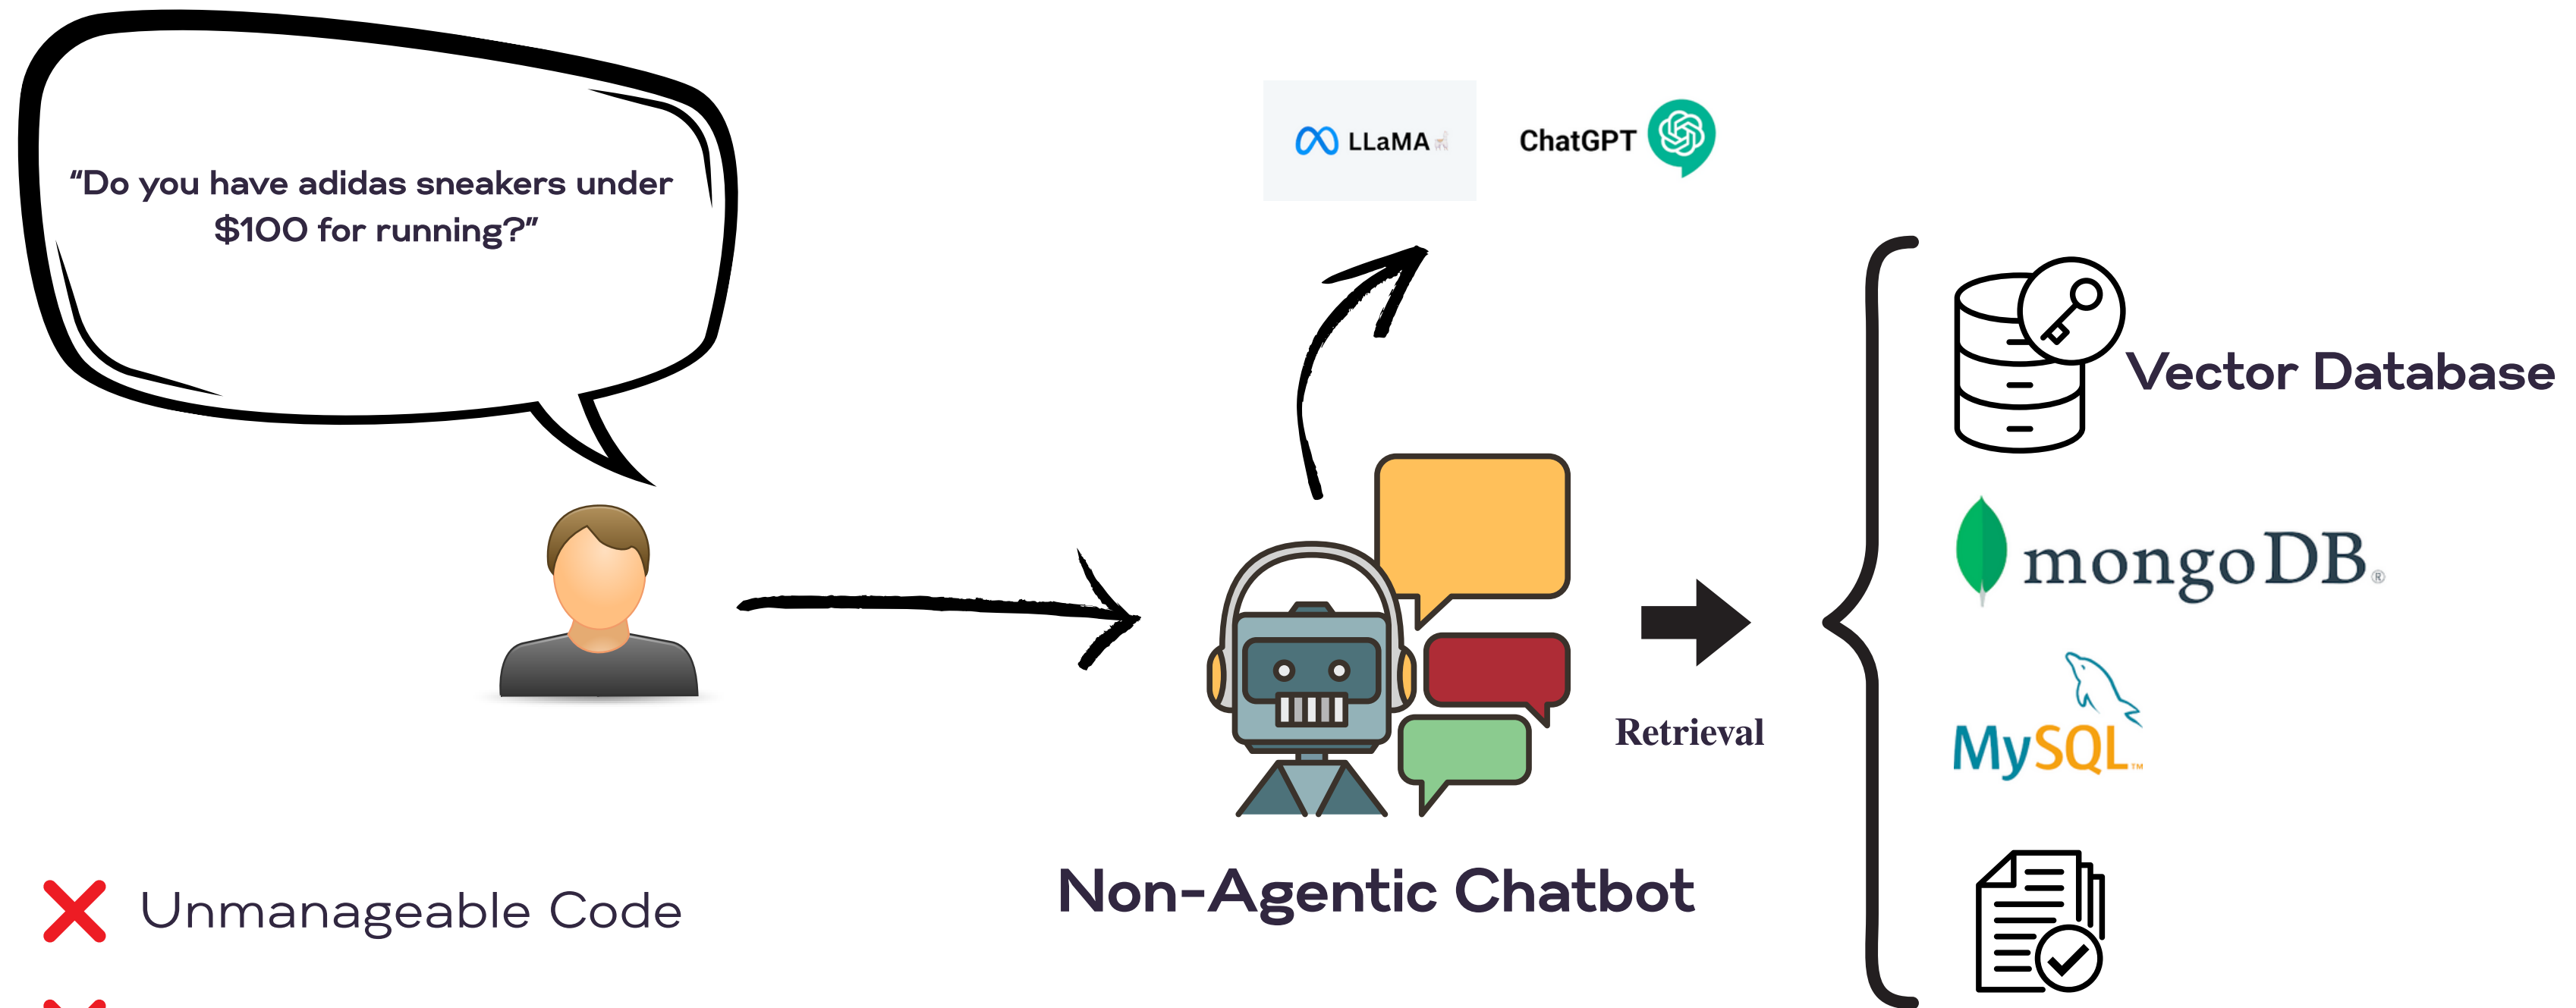 “Do you have adidas sneakers under
$100 for running?”
LLaMA
ChatGPT
Vector Database
mongoDB®
MySQL™
Retrieval
Non-Agentic Chatbot
Unmanageable Code